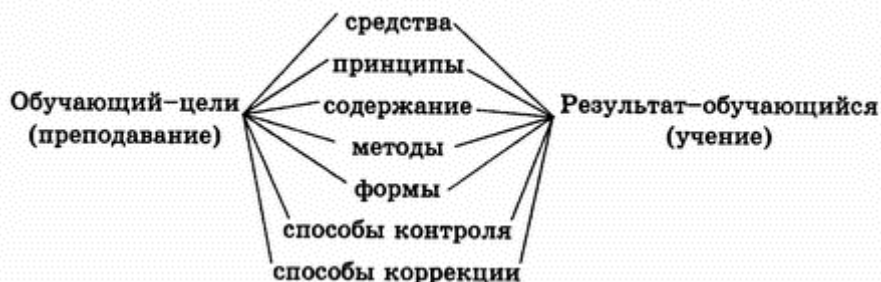 средства
принципы
Обучающий–цели
(преподавание)
содержание
методы
формы
способы контроля
способы коррекции
Результат–обучающийся
(учение)